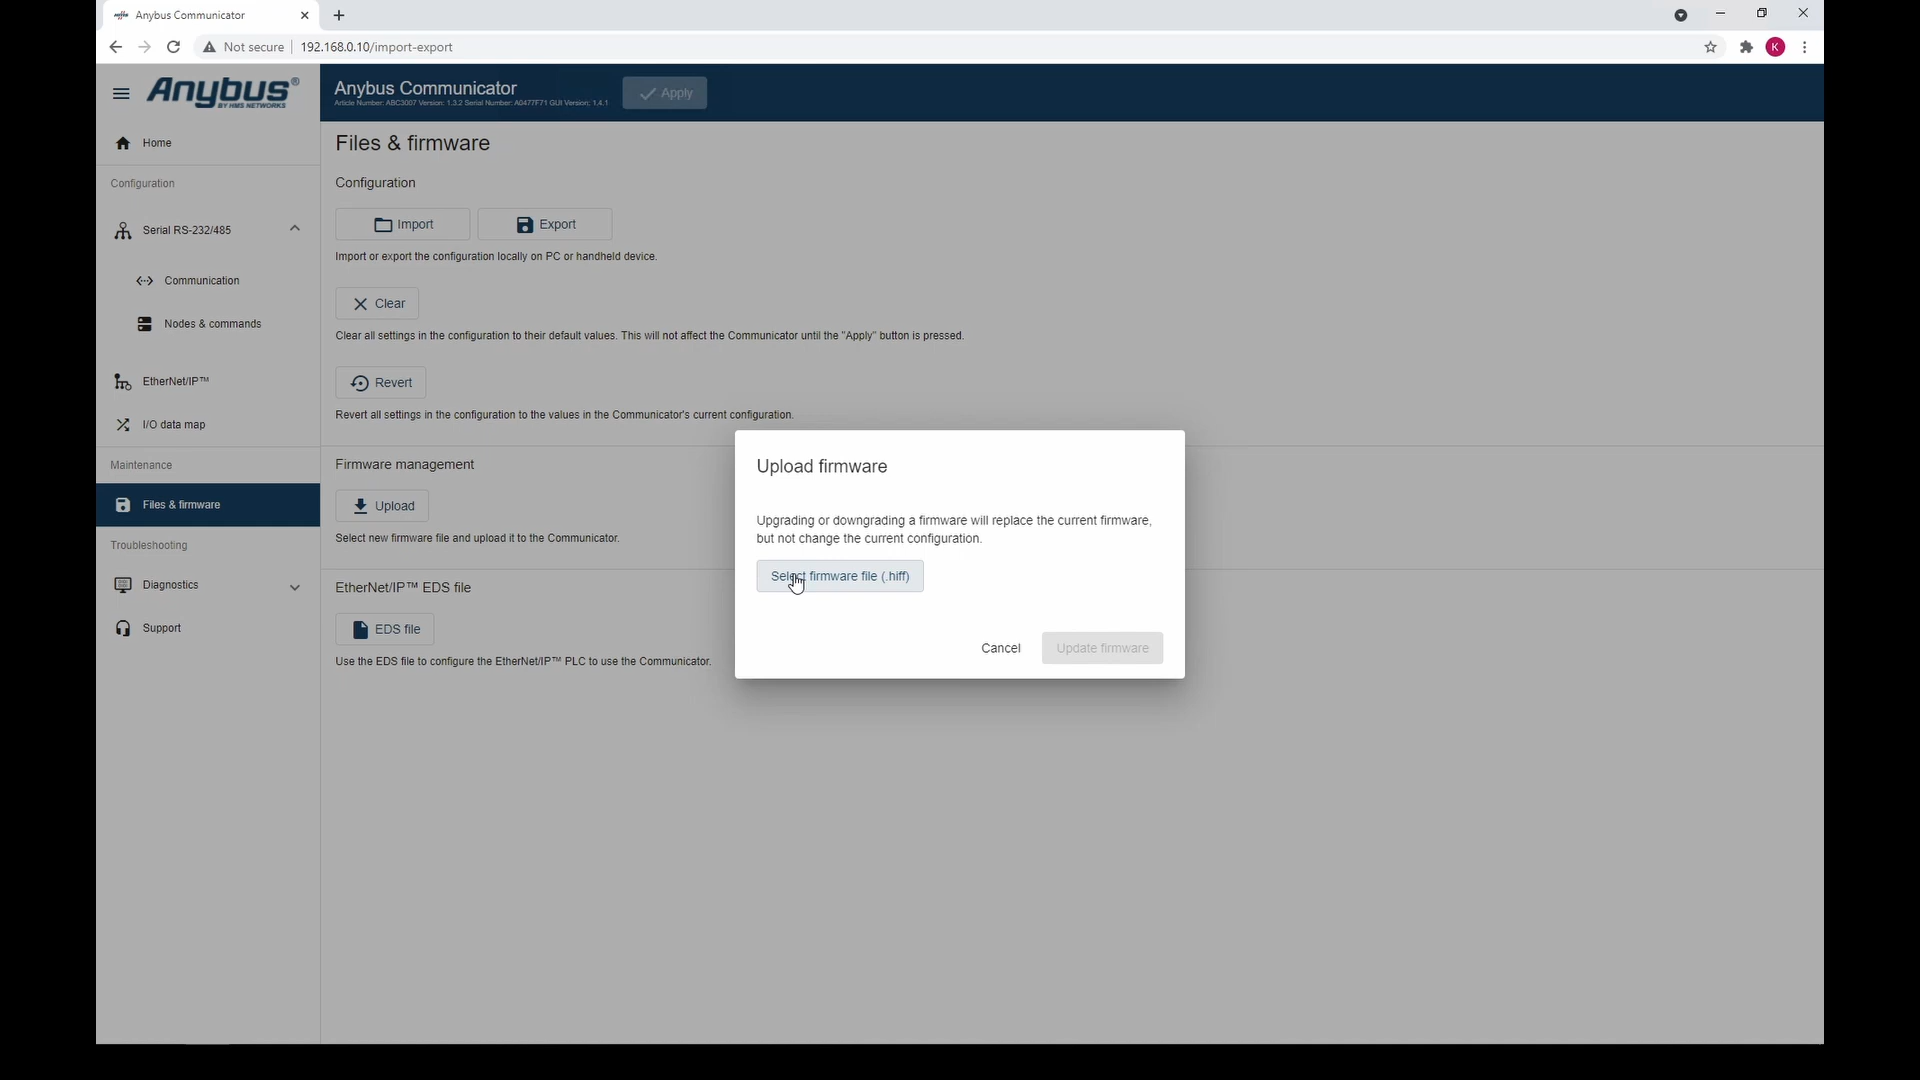 Anybus Communicator
Not secure 192.168.0.10/import-export
K
Anybus®
BY HMS NETWORKS
Anybus Communicator
Article Number: ABC3007 Version: 1.3.2 Serial Number: A0477F71 GUI Version: 1.4.1
Apply
Home
Configuration
Serial RS-232/485
Communication
Nodes & commands
EtherNet/IP™
I/O data map
Maintenance
Files & firmware
Troubleshooting
Diagnostics
Support
Files & firmware
Configuration
Import Export
Import or export the configuration locally on PC or handheld device.
Clear
Clear all settings in the configuration to their default values. This will not affect the Communicator until the "Apply" button is pressed.
Revert
Revert all settings in the configuration to the values in the Communicator's current configuration.
Firmware management
Upload
Select new firmware file and upload it to the Communicator.
EtherNet/IP™ EDS file
EDS file
Use the EDS file to configure the EtherNet/IP™ PLC to use the Communicator.
Upload firmware
Upgrading or downgrading a firmware will replace the current firmware,
but not change the current configuration.
Select firmware file (.hiff)
Cancel Update firmware